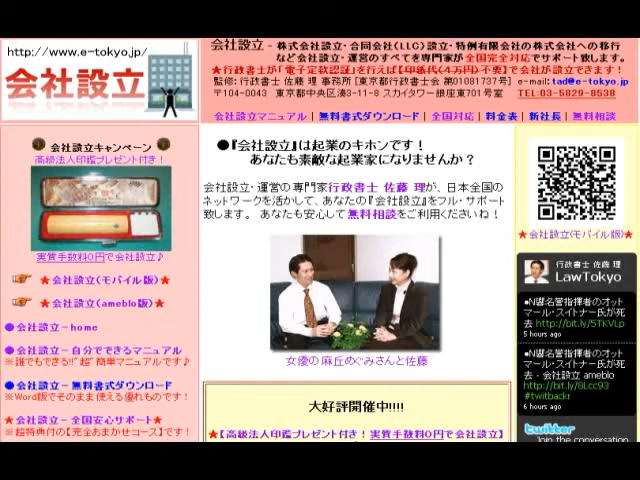 http://www.e-tokyo.jp/
会社設立
会社設立 - 株式会社設立・合同会社(LLC)設立・特例有限会社の株式会社への移行
など会社設立・運営のすべてを専門家が全国完全対応でサポート致します。
★行政書士が「電子定款認証」を行えば【印紙代(4万円)不要】で会社が設立できます!
監修: 行政書士 佐藤 理 事務所 [東京都行政書士会 第01081737号] e-mail:tad@e-tokyo.jp
〒104-0043 東京都中央区湊3-11-8 スカイタワー銀座東701号室 TEL:03-5829-8538
会社設立マニュアル | 無料書式ダウンロード | 全国対応 | 料金表 | 新社長 | 無料相談
会社設立キャンペーン
高級法人印鑑プレゼント付き!
実質手数料0円で会社設立♪
★会社設立(モバイル版)★
★会社設立(ameblo版)★
●会社設立-home
●会社設立-自分でできるマニュアル
※誰でもできる!!"超"簡単マニュアルです♪
●会社設立-無料書式ダウンロード
※Word版でそのまま使える優れものです!
★会社設立-全国安心サポート★
※超特典付の【完全おまかせコース】です!
●『会社設立』は起業のキホンです!
あなたも素敵な起業家になりませんか?
会社設立・運営の専門家行政書士 佐藤 理が、日本全国の
ネットワークを活かして、あなたの『会社設立』をフル・サポート
致します。 あなたも安心して無料相談をご利用くださいね!
女優の麻丘めぐみさんと佐藤
大好評開催中!!!!
★【高級法人印鑑プレゼント付き!実質手数料0円で会社設立】
★会社設立(モバイル版)★
行政書士 佐藤 理
LawTokyo
●N響名誉指揮者のオット
マール・スイトナー氏が死
去 http://bit.ly/5TKVLp
5 hours ago
●N響名誉指揮者のオット
マール・スイトナー氏が死
去 - 会社設立 ameblo
http://bit.ly/8Lcc93
#twitbackr
6 hours ago
twitter
Join the conversation